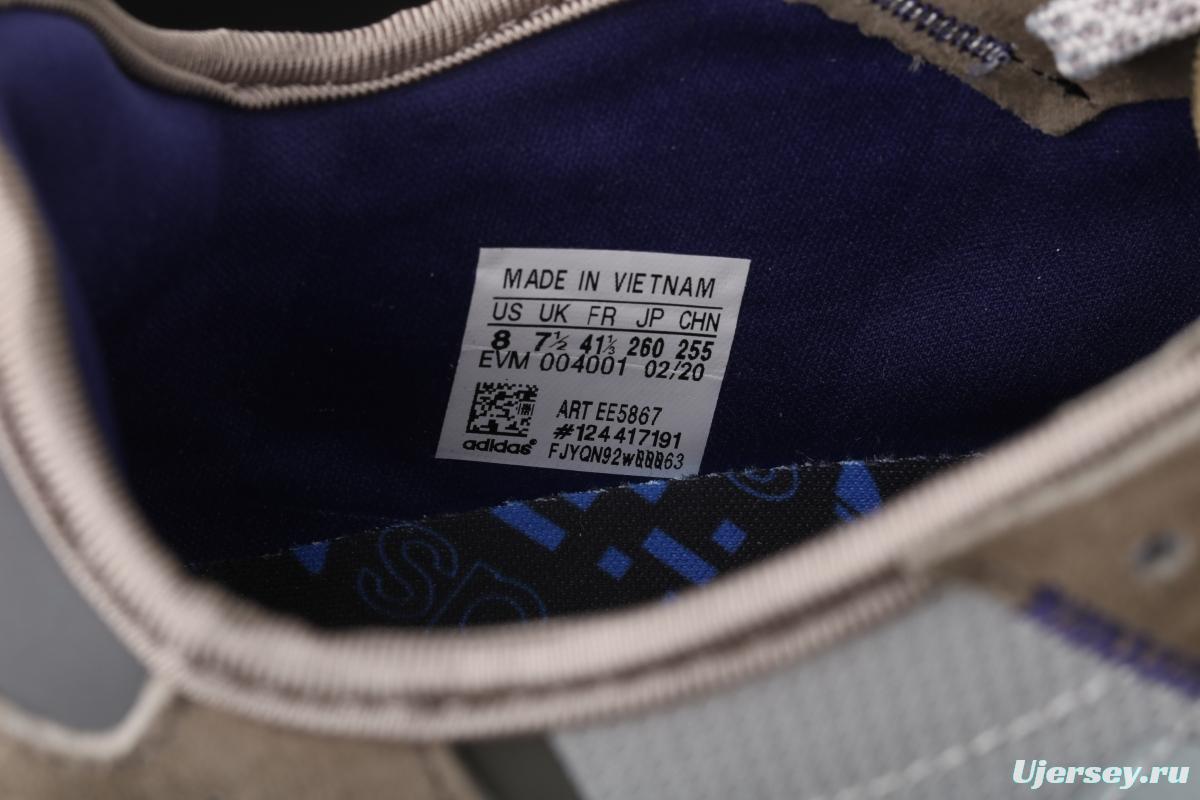 MADE IN VIETNAM
US UK FR JP CHN
8 7½ 41⅓ 260 255
EVM 004001 02/20
ART EE5867
#124417191
adidas®
Ujersey.ru